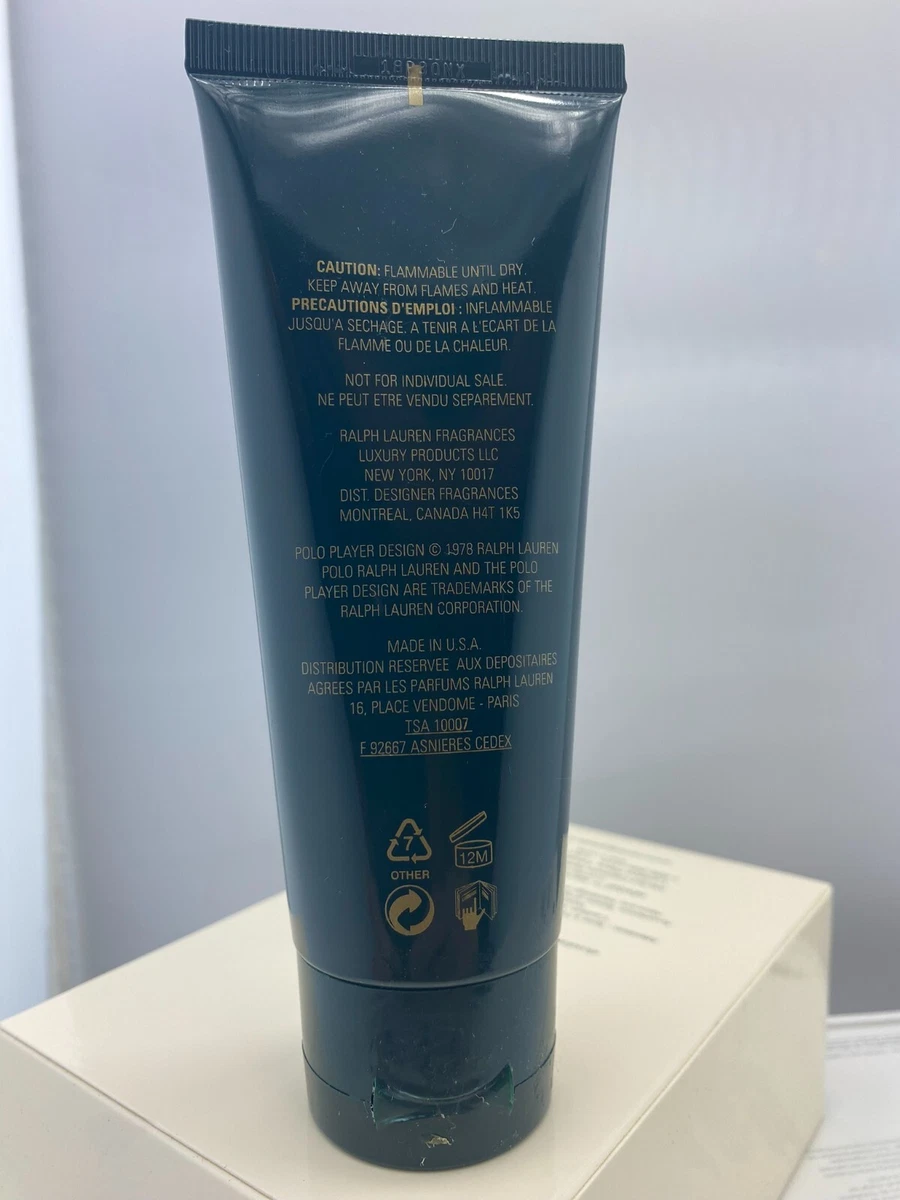 CAUTION: FLAMMABLE UNTIL DRY.
KEEP AWAY FROM FLAMES AND HEAT.
PRECAUTIONS D'EMPLOI : INFLAMMABLE
JUSQU'A SECHAGE. A TENIR A L'ECART DE LA
FLAMME OU DE LA CHALEUR.
NOT FOR INDIVIDUAL SALE.
NE PEUT ETRE VENDU SEPAREMENT.
RALPH LAUREN FRAGRANCES
LUXURY PRODUCTS LLC
NEW YORK, NY 10017
DIST. DESIGNER FRAGRANCES
MONTREAL, CANADA H4T 1K5
POLO PLAYER DESIGN © 1978 RALPH LAUREN
POLO RALPH LAUREN AND THE POLO
PLAYER DESIGN ARE TRADEMARKS OF THE
RALPH LAUREN CORPORATION.
MADE IN U.S.A.
DISTRIBUTION RESERVEE AUX DEPOSITAIRES
AGREES PAR LES PARFUMS RALPH LAUREN
16, PLACE VENDOME - PARIS
TSA 10007
F 92667 ASNIERES CEDEX
7 12M
OTHER